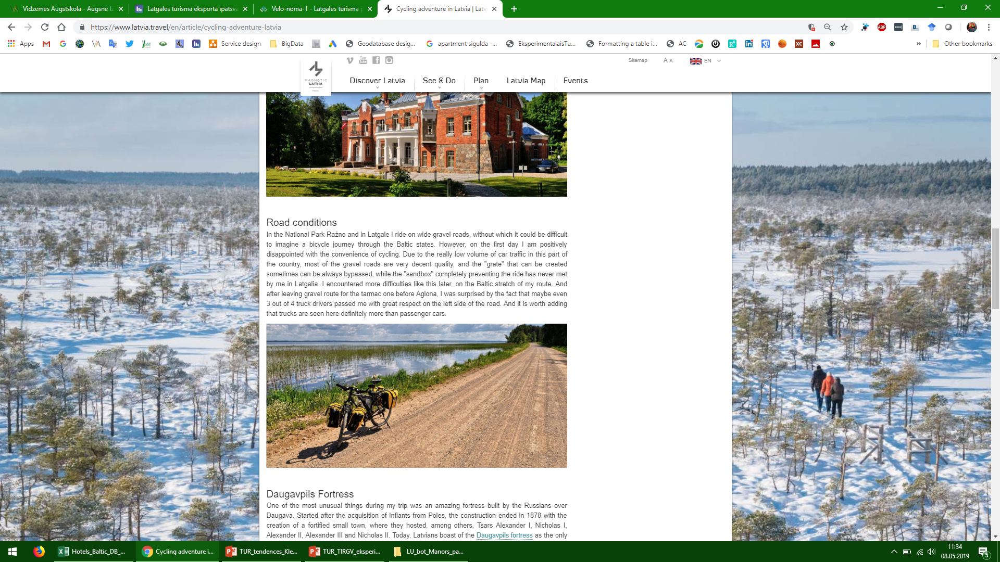 Vidzemes Augstskola - Augsne Iz
Latgales tūrisma eksporta īpatsva
Velo-noma-1 - Latgales tūrisma p
Cycling adventure in Latvia | Latv
https://www.latvia.travel/en/article/cycling-adventure-latvia
Apps
Service design
BigData
Geodatabase desig...
apartment sigulda -...
EksperimentalaisTu...
Formatting a table i...
AC
»
Other bookmarks
MAGNETIC
LATVIA
TRAVEL
Sitemap
A A
EN
Discover Latvia
See & Do
Plan
Latvia Map
Events
Road conditions
In the National Park Raźno and in Latgale I ride on wide gravel roads, without which it could be difficult
to imagine a bicycle journey through the Baltic states. However, on the first day I am positively
disappointed with the convenience of cycling. Due to the really low volume of car traffic in this part of
the country, most of the gravel roads are very decent quality, and the "grate" that can be created
sometimes can be always bypassed, while the "sandbox" completely preventing the ride has never met
by me in Latgalia. I encountered more difficulties like this later, on the Baltic stretch of my route. And
after leaving gravel route for the tarmac one before Aglona, I was surprised by the fact that maybe even
3 out of 4 truck drivers passed me with great respect on the left side of the road. And it is worth adding
that trucks are seen here definitely more than passenger cars.
Daugavpils Fortress
One of the most unusual things during my trip was an amazing fortress built by the Russians over
Daugava. Started after the acquisition of Inflants from Poles, the construction ended in 1878 with the
creation of a fortified small town, where they hosted, among others, Tsars Alexander I, Nicholas I,
Alexander II, Alexander III and Nicholas II. Today, Latvians boast of the Daugavpils fortress as the only
Hotels_Baltic_DB_...
Cycling adventure i...
TUR_tendences_Kle...
TUR_TIRGV_eksperi...
LU_bot_Manors_pa...
11:34
08.05.2019
5